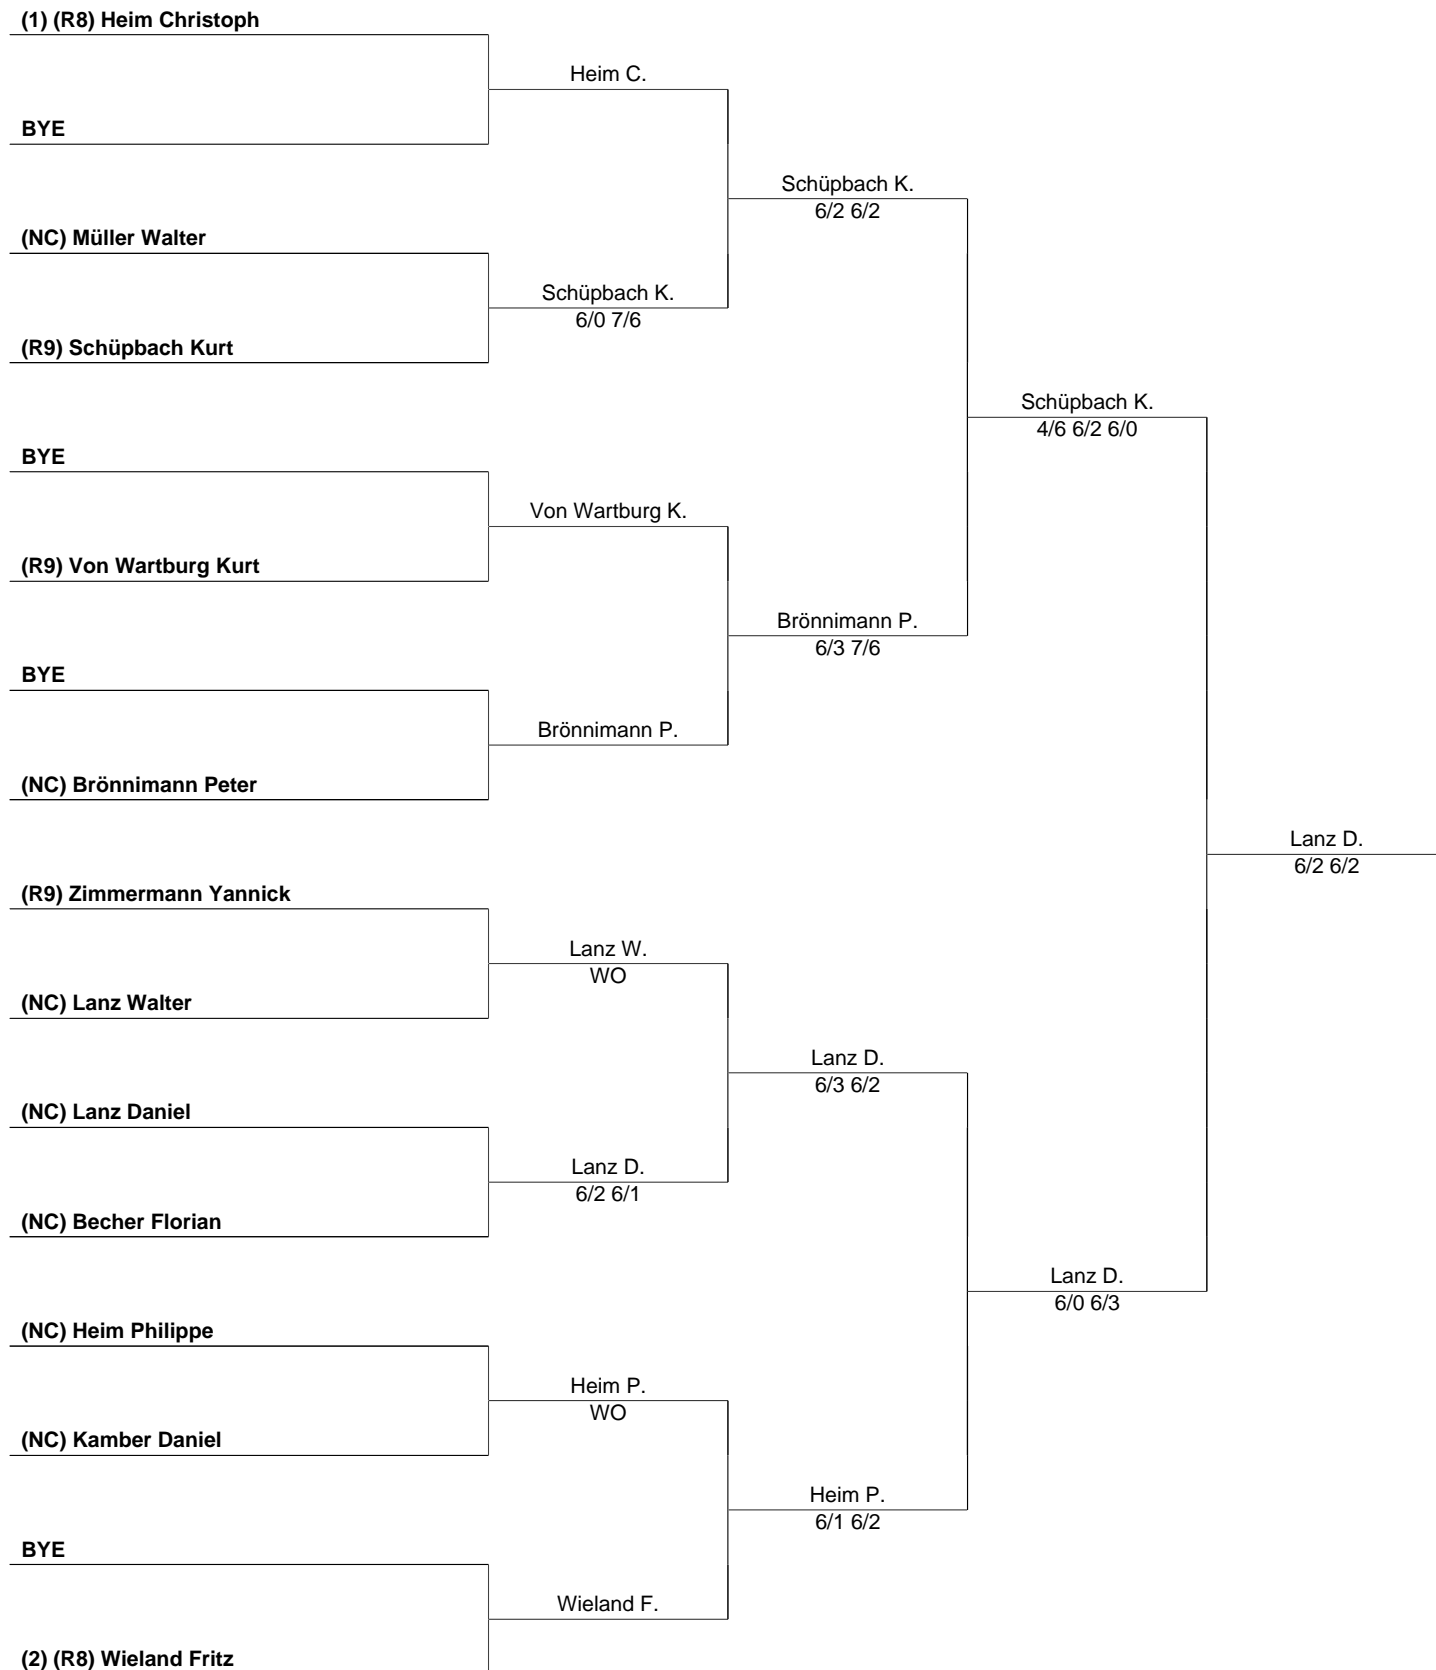 (1) (R8) Heim Christoph
Heim C.
BYE
Schüpbach K.
6/2 6/2
(NC) Müller Walter
Schüpbach K.
6/0 7/6
(R9) Schüpbach Kurt
Schüpbach K.
4/6 6/2 6/0
BYE
Von Wartburg K.
(R9) Von Wartburg Kurt
Brönnimann P.
6/3 7/6
BYE
Brönnimann P.
(NC) Brönnimann Peter
Lanz D.
6/2 6/2
(R9) Zimmermann Yannick
Lanz W.
WO
(NC) Lanz Walter
Lanz D.
6/3 6/2
(NC) Lanz Daniel
Lanz D.
6/2 6/1
(NC) Becher Florian
Lanz D.
6/0 6/3
(NC) Heim Philippe
Heim P.
WO
(NC) Kamber Daniel
Heim P.
6/1 6/2
BYE
Wieland F.
(2) (R8) Wieland Fritz